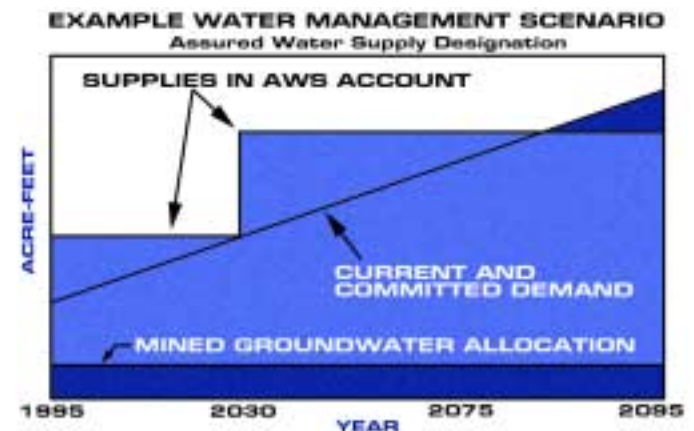 EXAMPLE WATER MANAGEMENT SCENARIO
Assured Water Supply Designation
SUPPLIES IN AWS ACCOUNT
ACRE-FEET
CURRENT AND
COMMITTED DEMAND
MINED GROUNDWATER ALLOCATION
1995 2030 2075 2095
YEAR